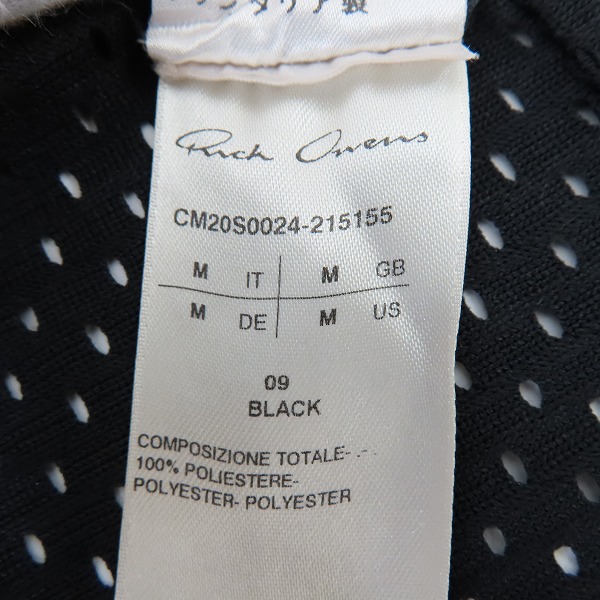 Rick Owens
CM20S0024-215155
M IT M GB
M DE M US
09
BLACK
COMPOSIZIONE TOTALE- .-
100% POLIESTERE-
POLYESTER- POLYESTER